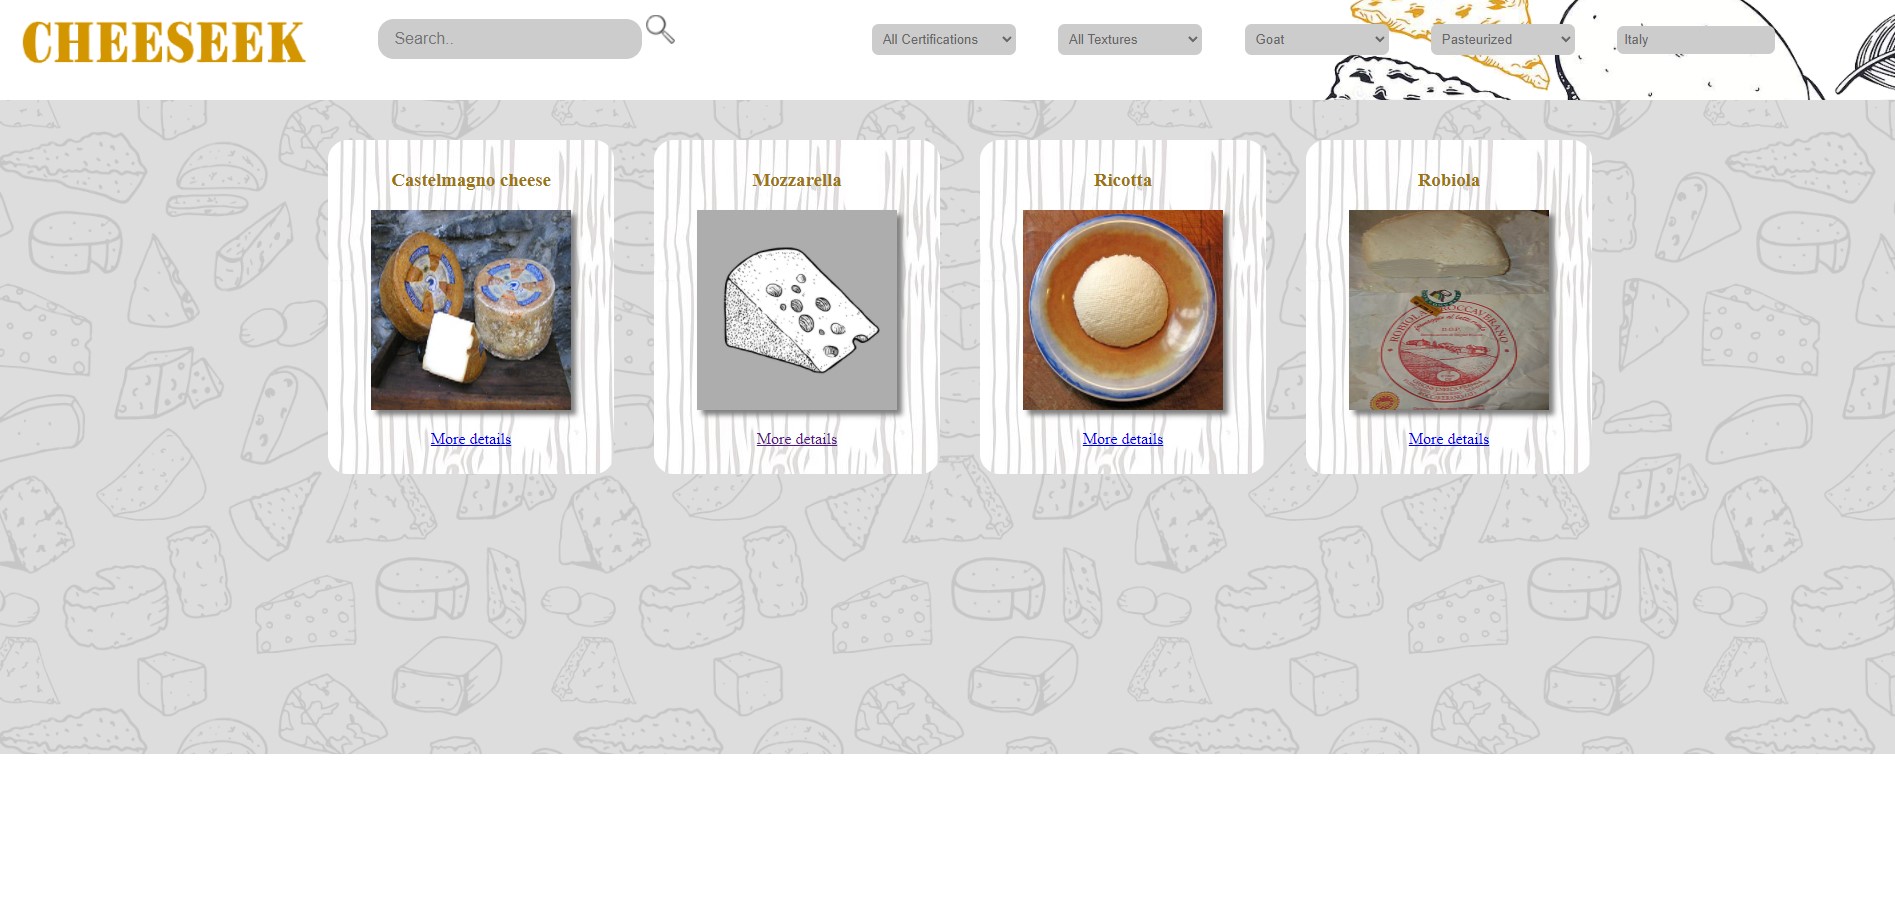 CHEESEEK
Search..
All Certifications
All Textures
Goat
Pasteurized
Italy
Castelmagno cheese
Mozzarella
Ricotta
Robiola
D.O.P.
More details
More details
More details
More details